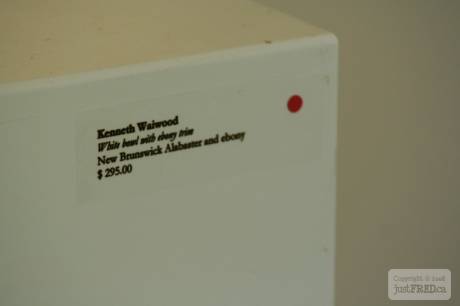 Kenneth Waiwood
White bowl with ebony trim
New Brunswick Alabaster and ebony
$ 295.00
Copyright © 2008
justFRED.ca